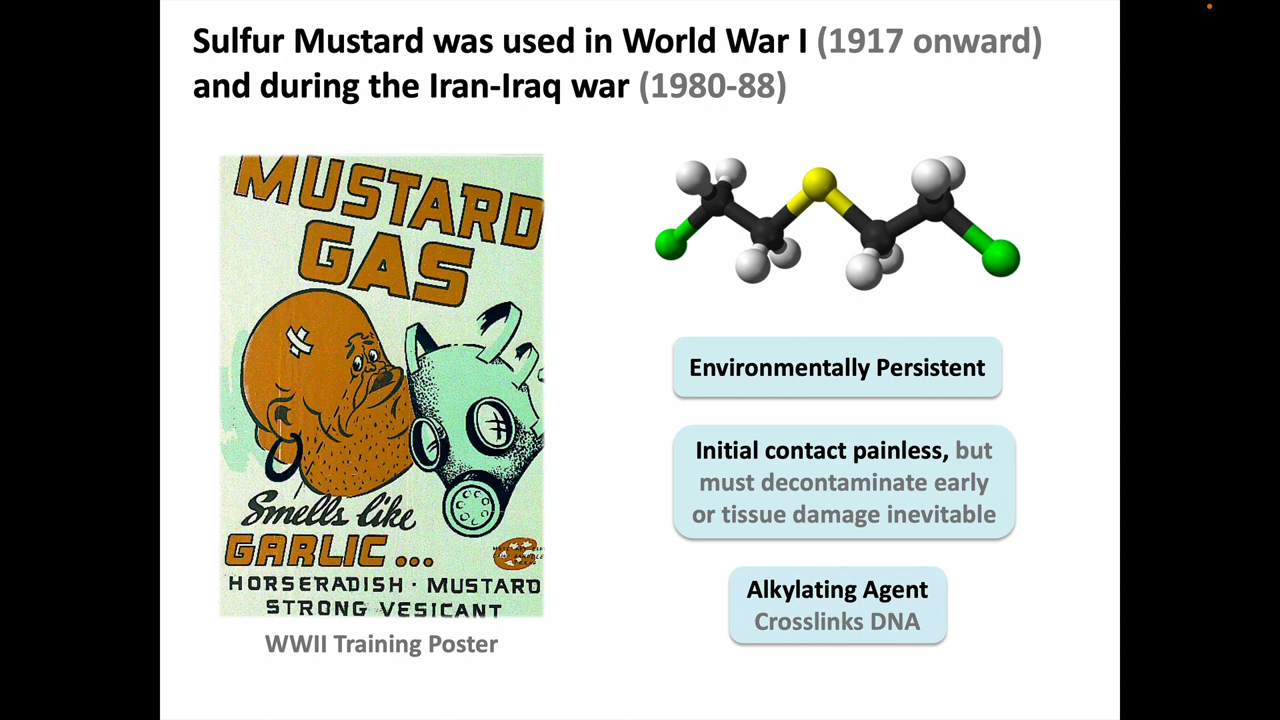 Sulfur Mustard was used in World War I (1917 onward)
and during the Iran-Iraq war (1980-88)
MUSTARD
GAS
Smells like
GARLIC...
HORSERADISH · MUSTARD
STRONG VESICANT
WWII Training Poster
Environmentally Persistent
Initial contact painless, but
must decontaminate early
or tissue damage inevitable
Alkylating Agent
Crosslinks DNA